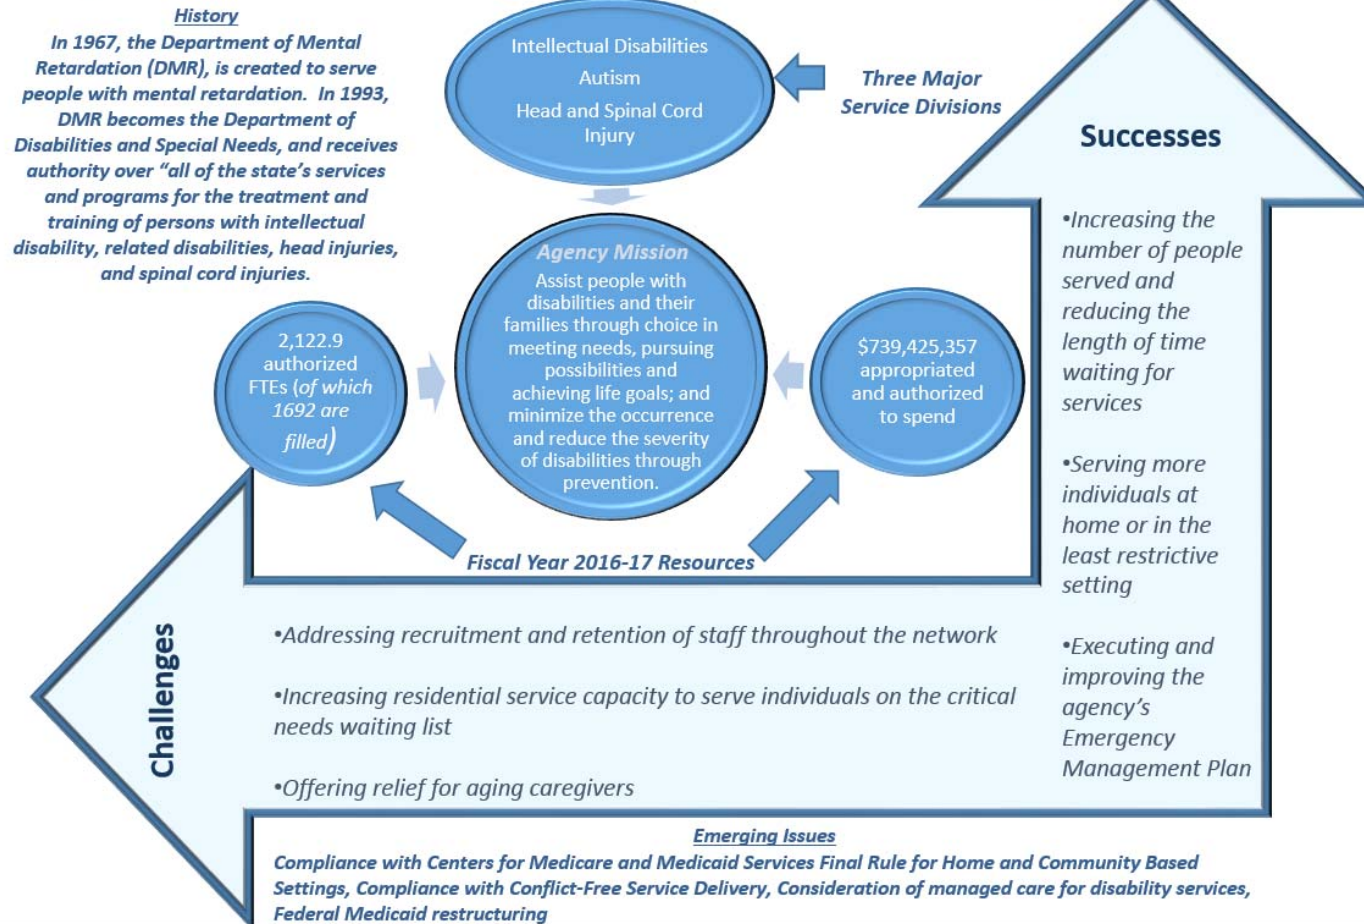 History
In 1967, the Department of Mental
Retardation (DMR), is created to serve
people with mental retardation.  In 1993,
DMR becomes the Department of
Disabilities and Special Needs, and receives
authority over “all of the state’s services
and programs for the treatment and
training of persons with intellectual
disability, related disabilities, head injuries,
and spinal cord injuries.
Intellectual Disabilities
Autism
Head and Spinal Cord
Injury
Three Major
Service Divisions
Agency Mission
Assist people with
disabilities and their
families through choice in
meeting needs, pursuing
possibilities and
achieving life goals; and
minimize the occurrence
and reduce the severity
of disabilities through
prevention.
2,122.9
authorized
FTEs (of which
1692 are
filled)
$739,425,357
appropriated
and authorized
to spend
Fiscal Year 2016-17 Resources
Successes
•Increasing the
number of people
served and
reducing the
length of time
waiting for
services
•Serving more
individuals at
home or in the
least restrictive
setting
•Executing and
improving the
agency’s
Emergency
Management Plan
Challenges
•Addressing recruitment and retention of staff throughout the network
•Increasing residential service capacity to serve individuals on the critical
needs waiting list
•Offering relief for aging caregivers
Emerging Issues
Compliance with Centers for Medicare and Medicaid Services Final Rule for Home and Community Based
Settings, Compliance with Conflict-Free Service Delivery, Consideration of managed care for disability services,
Federal Medicaid restructuring